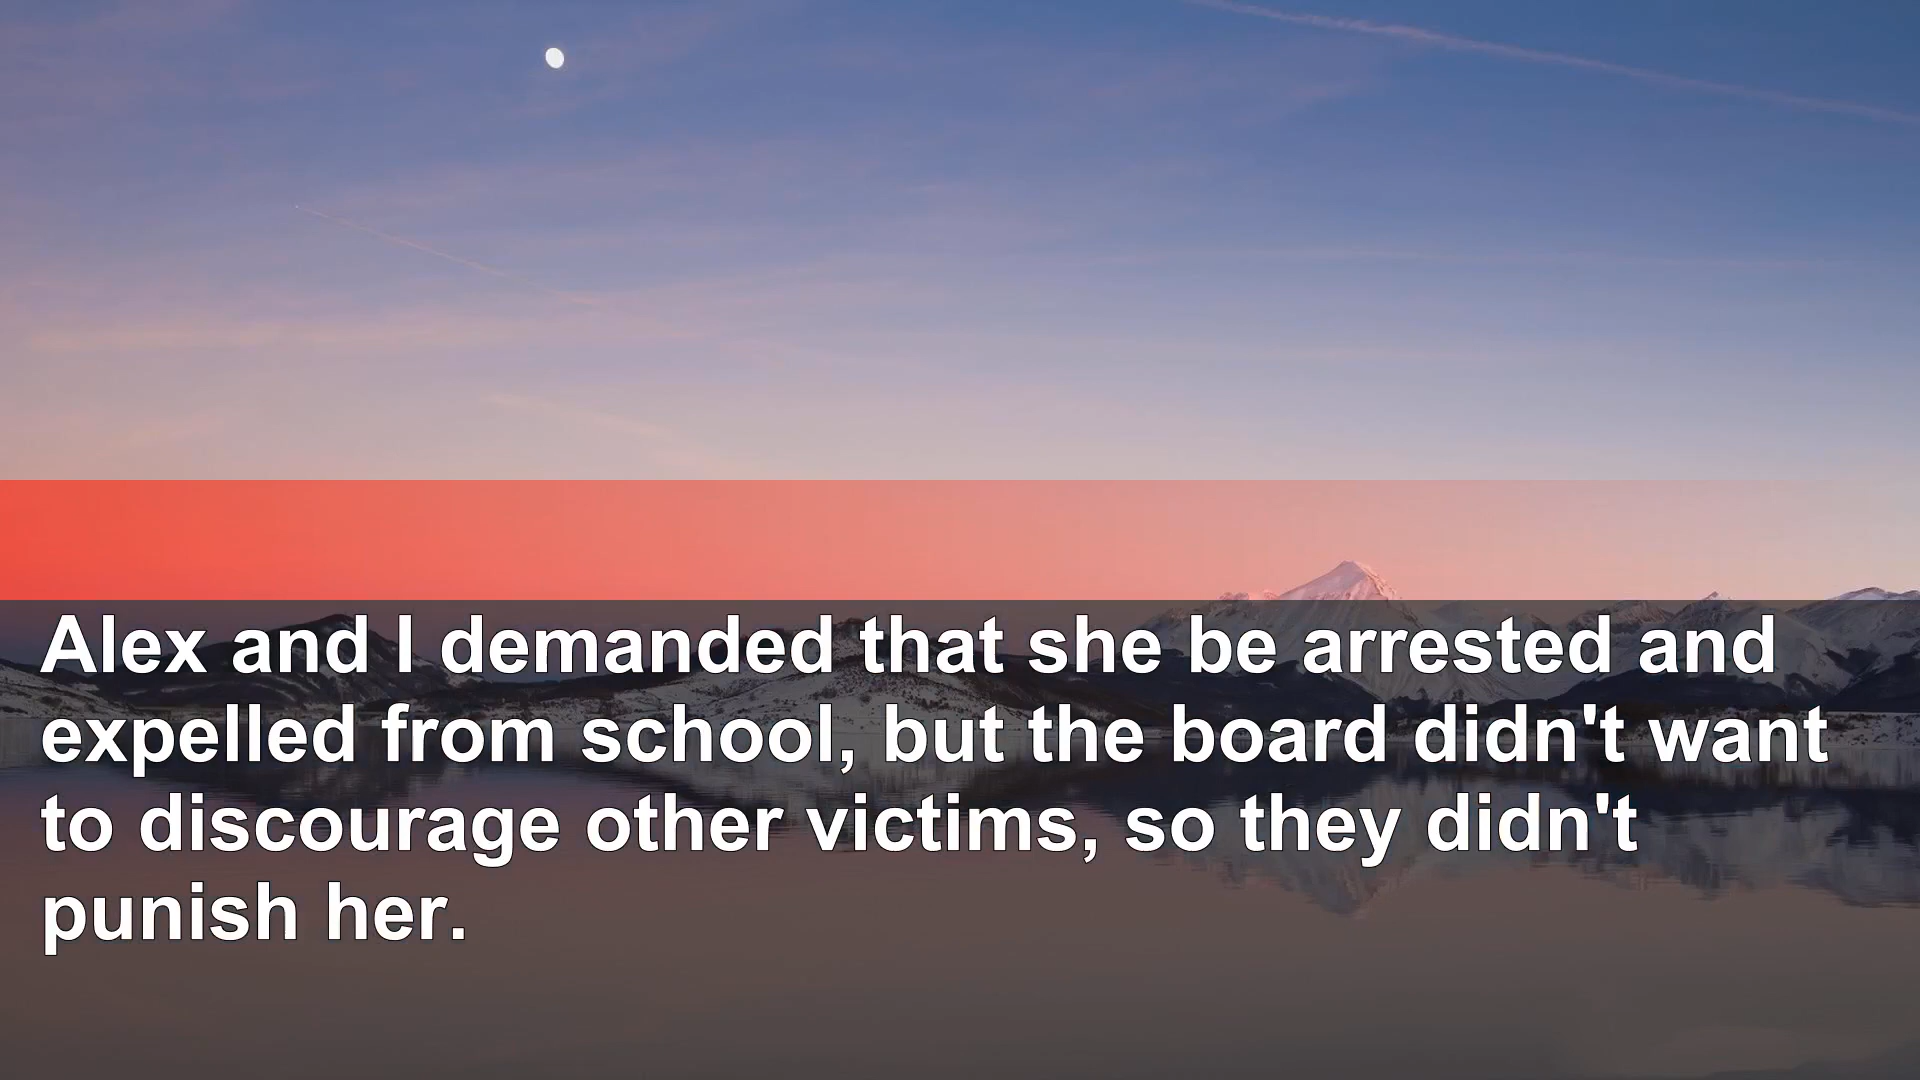 Alex and I demanded that she be arrested and
expelled from school, but the board didn't want
to discourage other victims, so they didn't
punish her.